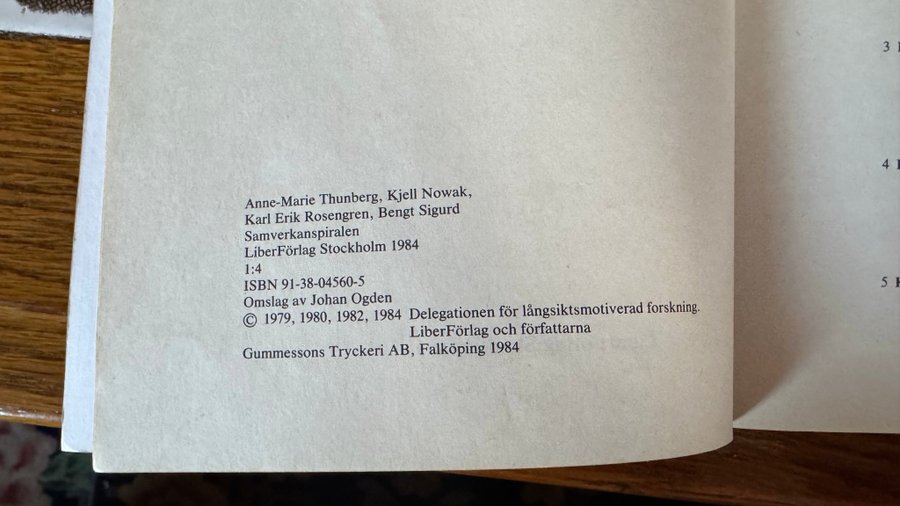 Anne-Marie Thunberg, Kjell Nowak,
Karl Erik Rosengren, Bengt Sigurd
Samverkanspiralen
LiberFörlag Stockholm 1984
1:4
ISBN 91-38-04560-5
Omslag av Johan Ogden
© 1979, 1980, 1982, 1984 Delegationen för långsiktsmotiverad forskning.
LiberFörlag och författarna
Gummessons Tryckeri AB, Falköping 1984
3
4
5